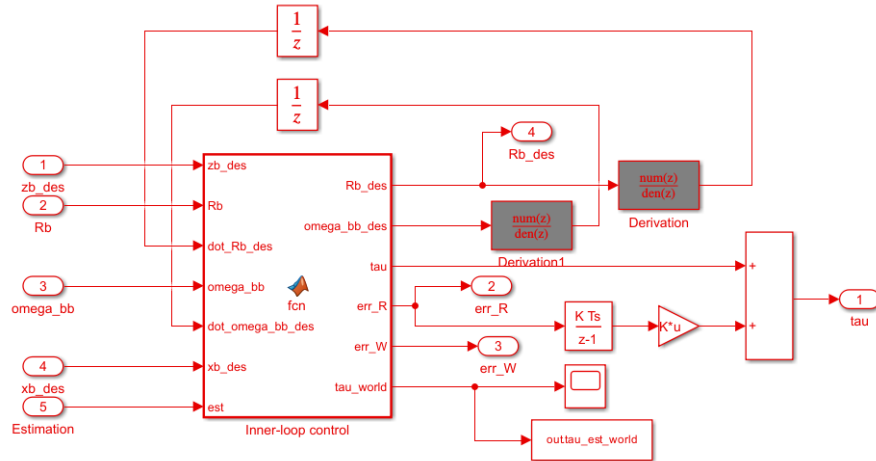 1
z
1
z
4
Rb_des
1
zb_des
2
Rb
3
omega_bb
4
xb_des
5
Estimation
zb_des
Rb
dot_Rb_des
omega_bb
dot_omega_bb_des
xb_des
est
fcn
Rb_des
omega_bb_des
tau
err_R
err_W
tau_world
Inner-loop control
num(z)
den(z)
Derivation
num(z)
den(z)
Derivation1
2
err_R
3
err_W
K Ts
z-1
K*u
+
+
1
tau
out.tau_est_world